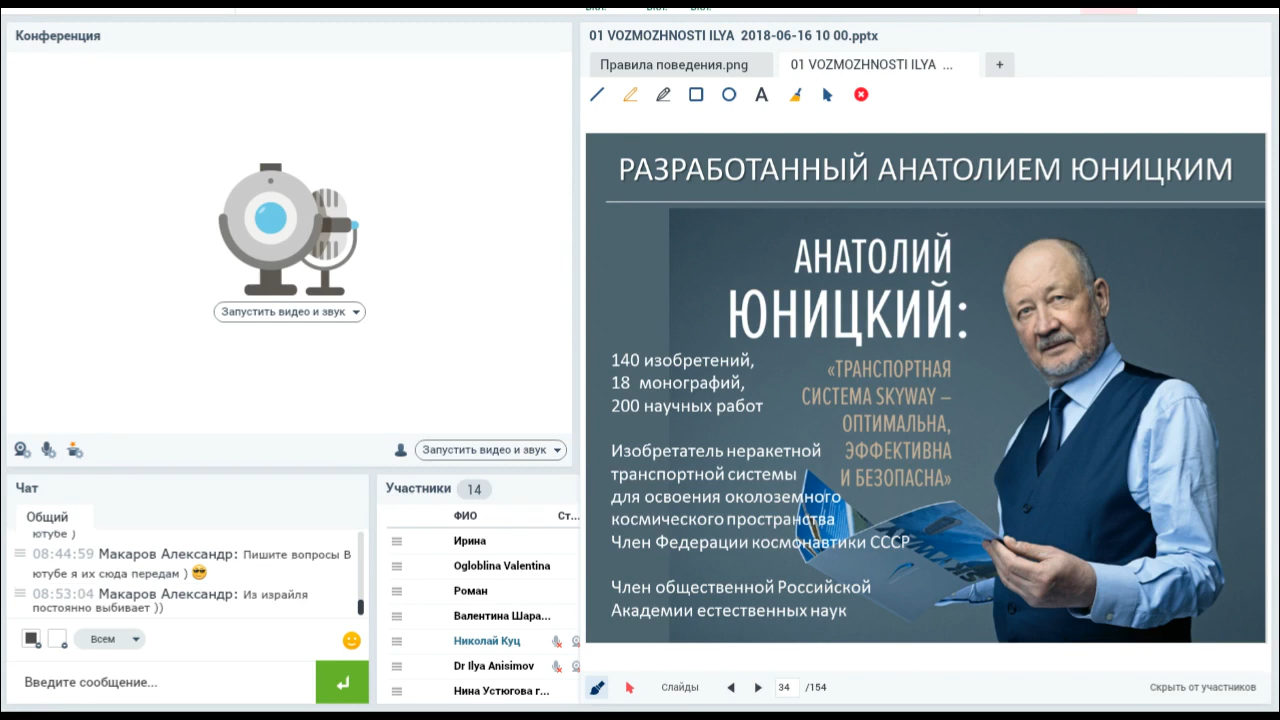 Конференция
Запустить видео и звук
Запустить видео и звук
Чат
Общий
ютубе )
08:44:59 Макаров Александр: Пишите вопросы В
ютубе я их сюда передам )
08:53:04 Макаров Александр: Из израйля
постоянно выбивает ))
Всем
Введите сообщение...
Участники 14
ФИО Ст...
Ирина
Ogloblina Valentina
Роман
Валентина Шара...
Николай Куц
Dr Ilya Anisimov
Нина Устюгова г...
01 VOZMOZHNOSTI ILYA 2018-06-16 10 00.pptx
Правила поведения.png 01 VOZMOZHNOSTI ILYA ... +
A
РАЗРАБОТАННЫЙ АНАТОЛИЕМ ЮНИЦКИМ
АНАТОЛИЙ
ЮНИЦКИЙ:
«ТРАНСПОРТНАЯ
СИСТЕМА SKYWAY –
ОПТИМАЛЬНА,
ЭФФЕКТИВНА
И БЕЗОПАСНА»
140 изобретений,
18 монографий,
200 научных работ
Изобретатель неракетной
транспортной системы
для освоения околоземного
космического пространства
Член Федерации космонавтики СССР
Член общественной Российской
Академии естественных наук
Слайды 34 /154 Скрыть от участников